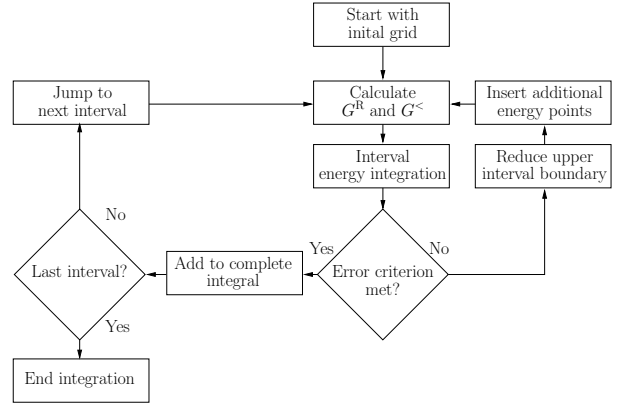 Start with
inital grid
Jump to
next interval
Calculate
Gᴿ and G^<
Insert additional
energy points
Interval
energy integration
Reduce upper
interval boundary
No
Yes
No
Last interval?
Add to complete
integral
Error criterion
met?
Yes
End integration